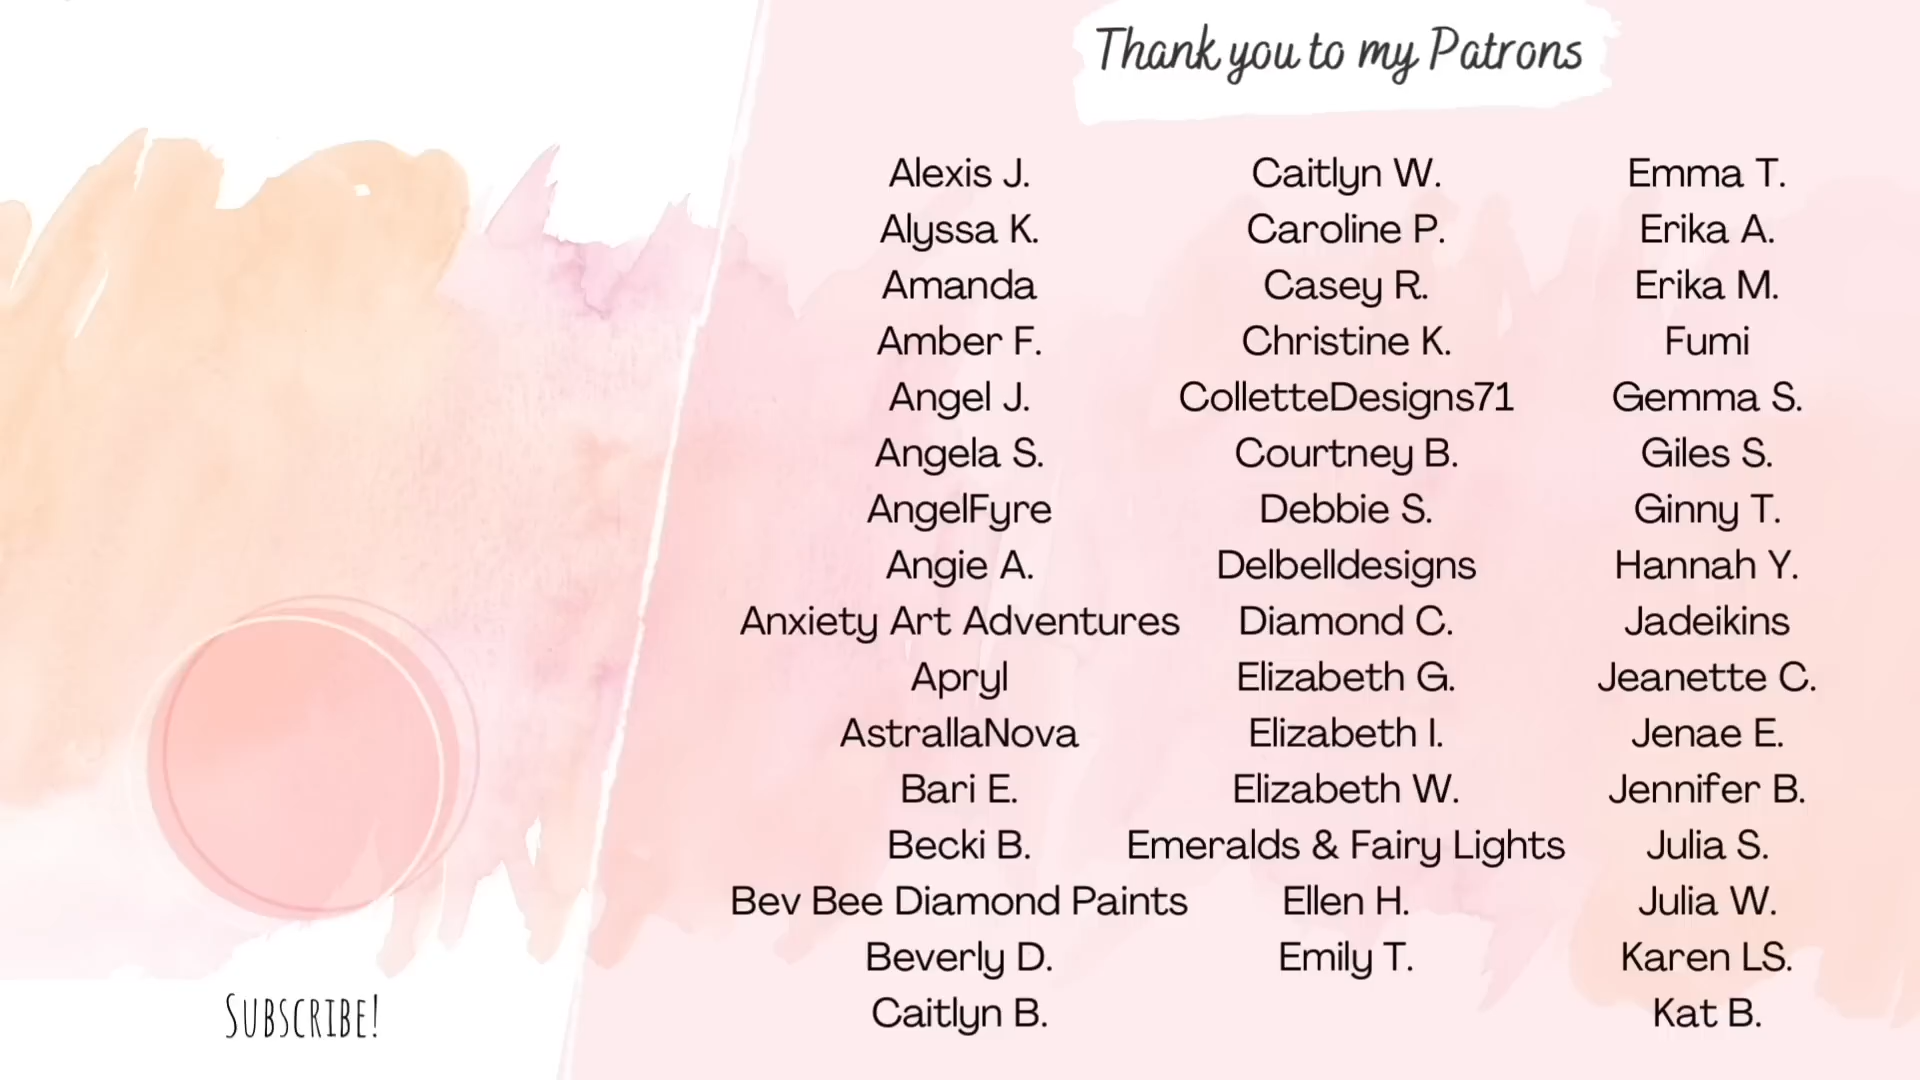 Thank you to my Patrons
Alexis J.
Alyssa K.
Amanda
Amber F.
Angel J.
Angela S.
AngelFyre
Angie A.
Anxiety Art Adventures
Apryl
AstrallaNova
Bari E.
Becki B.
Bev Bee Diamond Paints
Beverly D.
Caitlyn B.
Caitlyn W.
Caroline P.
Casey R.
Christine K.
ColletteDesigns71
Courtney B.
Debbie S.
Delbelldesigns
Diamond C.
Elizabeth G.
Elizabeth I.
Elizabeth W.
Emeralds & Fairy Lights
Ellen H.
Emily T.
Emma T.
Erika A.
Erika M.
Fumi
Gemma S.
Giles S.
Ginny T.
Hannah Y.
Jadeikins
Jeanette C.
Jenae E.
Jennifer B.
Julia S.
Julia W.
Karen LS.
Kat B.
Subscribe!